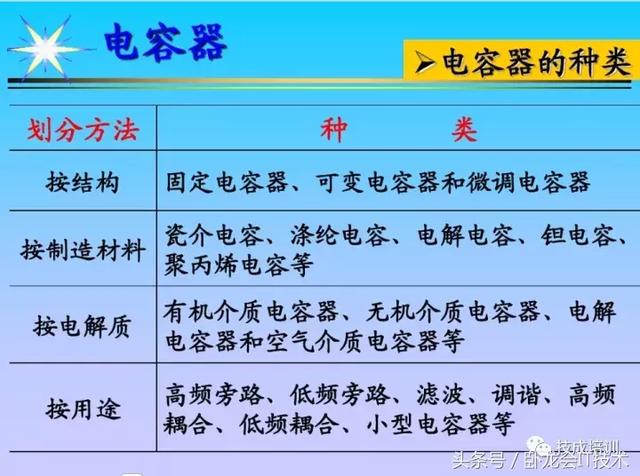 电容器
➢电容器的种类
划分方法 种 类
按结构 固定电容器、可变电容器和微调电容器
按制造材料 瓷介电容、涤纶电容、电解电容、钽电容、
聚丙烯电容等
按电解质 有机介质电容器、无机介质电容器、电解
电容器和空气介质电容器等
按用途 高频旁路、低频旁路、滤波、调谐、高频
耦合、低频耦合、小型电容器等
技成培训
头条号/卧龙会IT技术